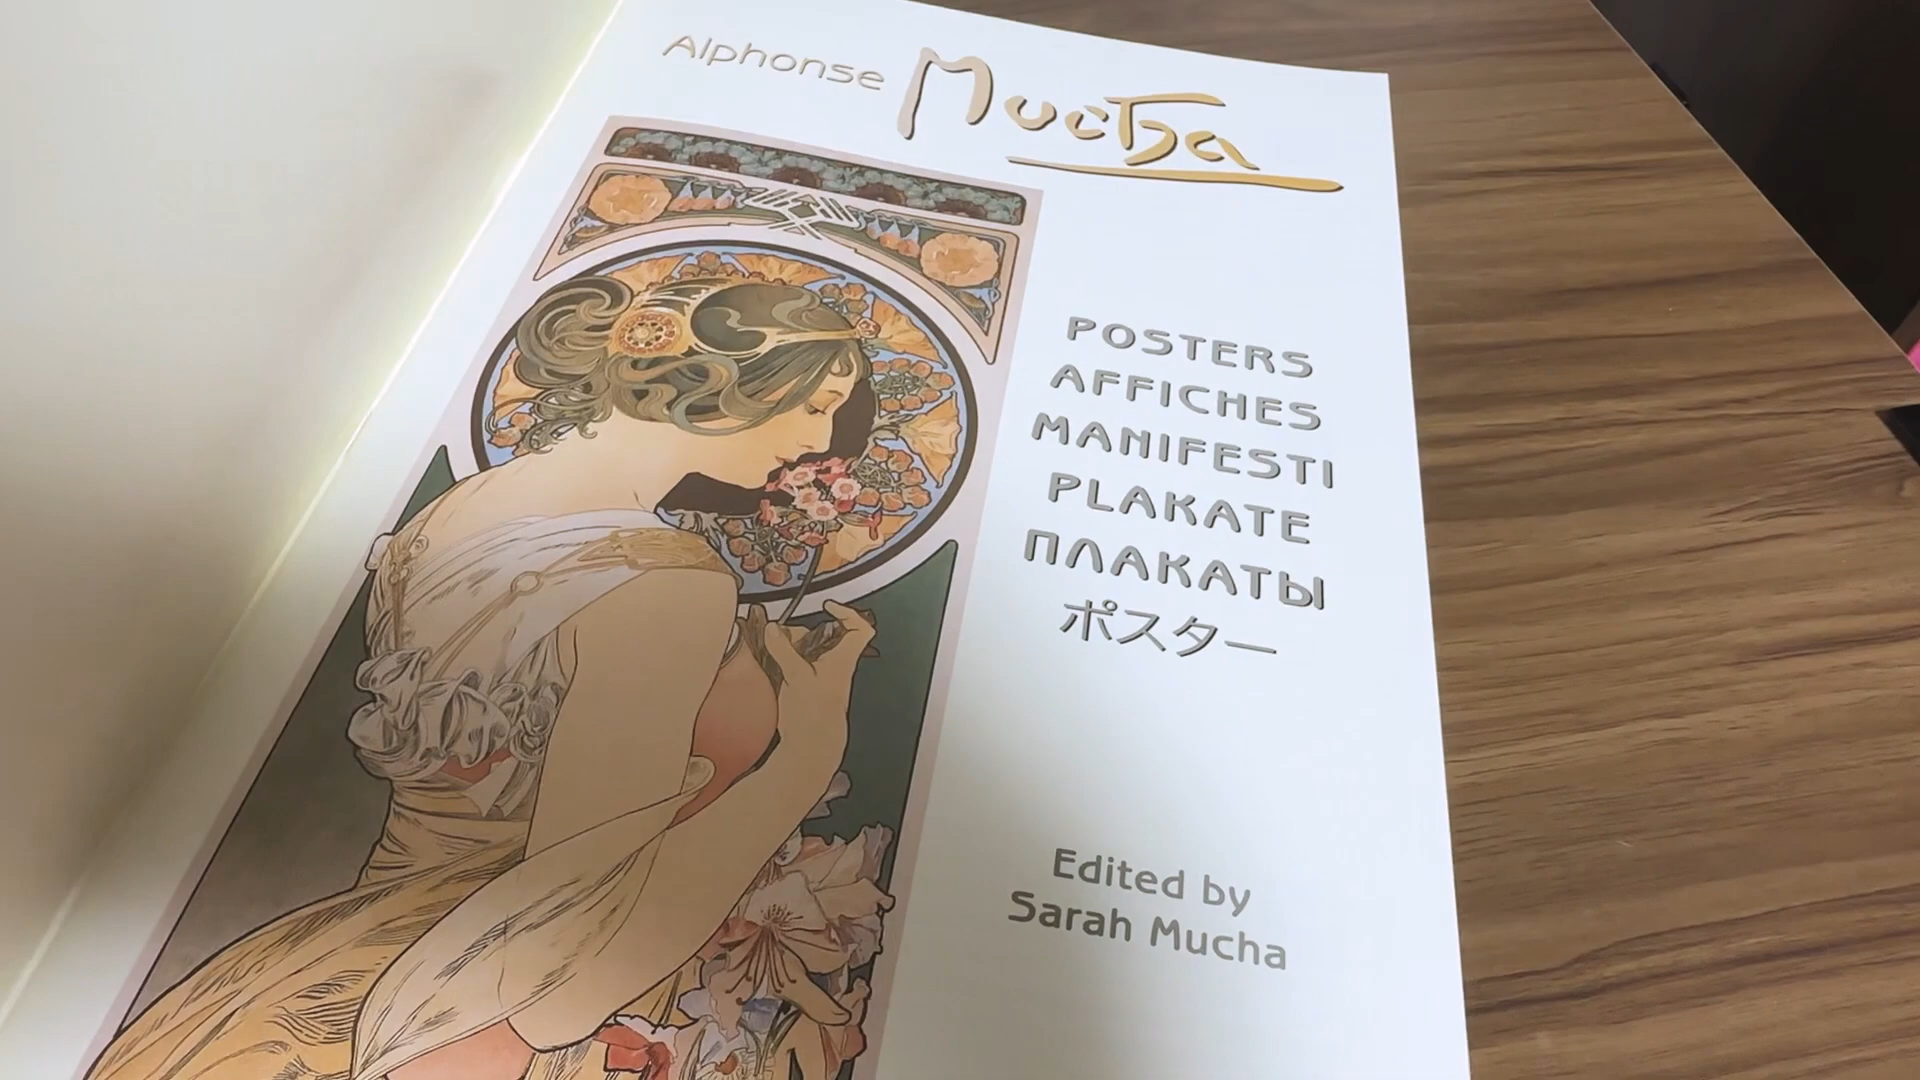 Alphonse Mucha
POSTERS
AFFICHES
MANIFESTI
PLAKATE
ПЛАКАТЫ
ポスター
Edited by
Sarah Mucha